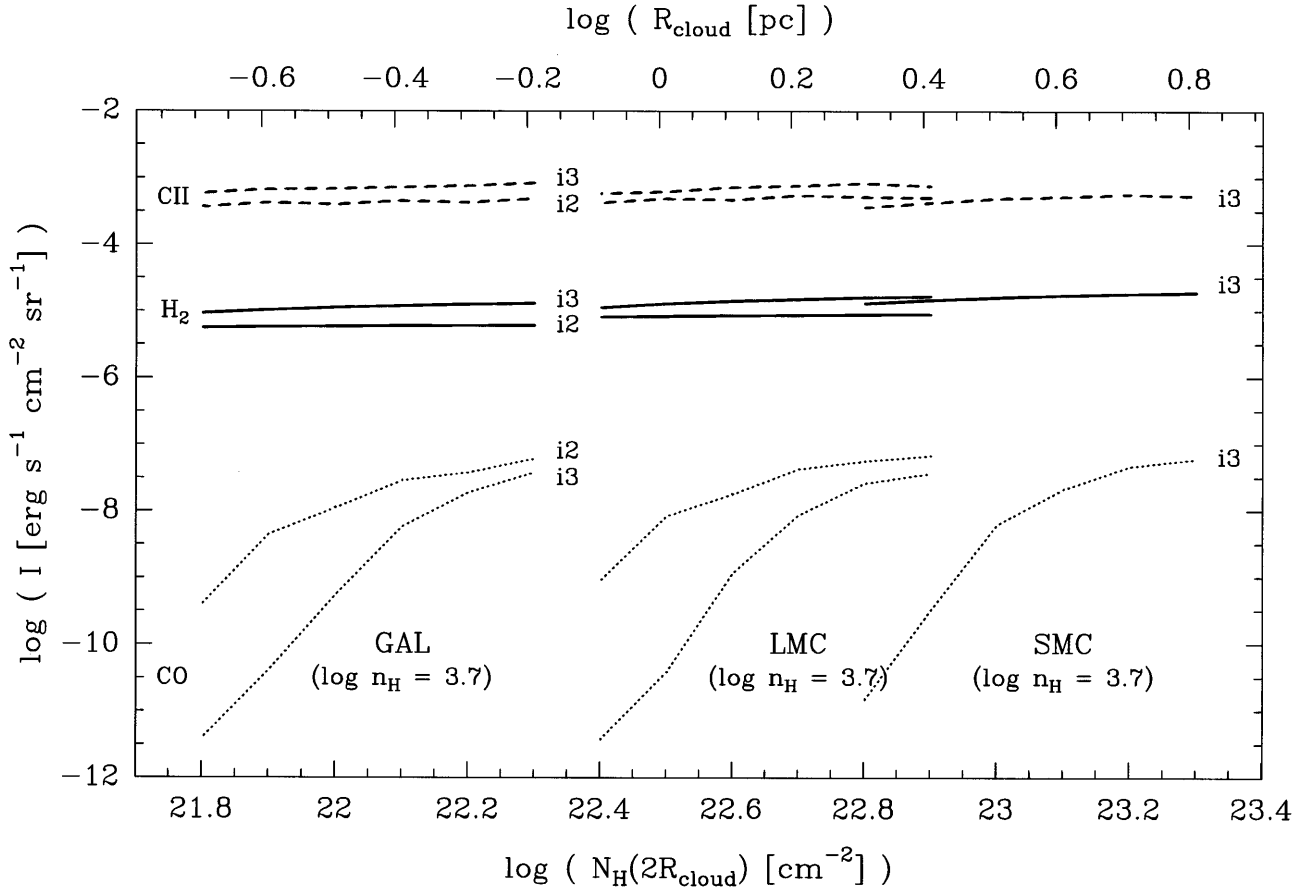 log ( R_cloud [pc] )
−0.6 −0.4 −0.2 0 0.2 0.4 0.6 0.8
log ( I [erg s^−1 cm^−2 sr^−1] )
−2
−4
−6
−8
−10
−12
CII
i3
i2
i3
H_2
i3
i2
i3
i2
i3
i3
CO
GAL
(log n_H = 3.7)
LMC
(log n_H = 3.7)
SMC
(log n_H = 3.7)
21.8 22 22.2 22.4 22.6 22.8 23 23.2 23.4
log ( N_H(2R_cloud) [cm^−2] )